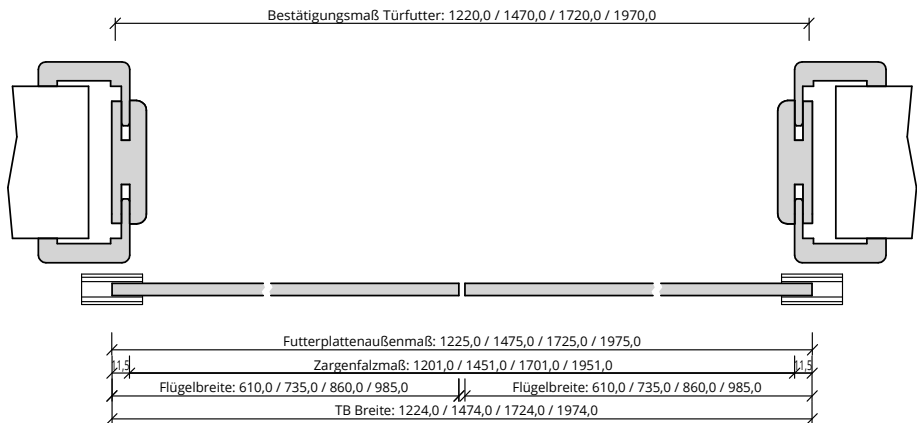 Bestätigungsmaß Türfutter: 1220,0 / 1470,0 / 1720,0 / 1970,0
Futterplattenaußenmaß: 1225,0 / 1475,0 / 1725,0 / 1975,0
11,5 Zargenfalzmaß: 1201,0 / 1451,0 / 1701,0 / 1951,0 11,5
Flügelbreite: 610,0 / 735,0 / 860,0 / 985,0 Flügelbreite: 610,0 / 735,0 / 860,0 / 985,0
TB Breite: 1224,0 / 1474,0 / 1724,0 / 1974,0